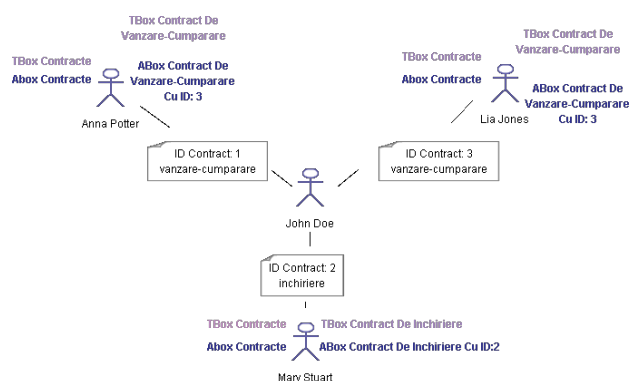 TBox Contract De
Vanzare-Cumparare
TBox Contracte
Abox Contracte
ABox Contract De
Vanzare-Cumparare
Cu ID: 3
Anna Potter
TBox Contract De
Vanzare-Cumparare
TBox Contracte
Abox Contracte
ABox Contract De
Vanzare-Cumparare
Cu ID: 3
Lia Jones
ID Contract: 1
vanzare-cumparare
ID Contract: 3
vanzare-cumparare
John Doe
ID Contract: 2
inchiriere
TBox Contracte
TBox Contract De Inchiriere
Abox Contracte
ABox Contract De Inchiriere Cu ID:2
Mary Stuart